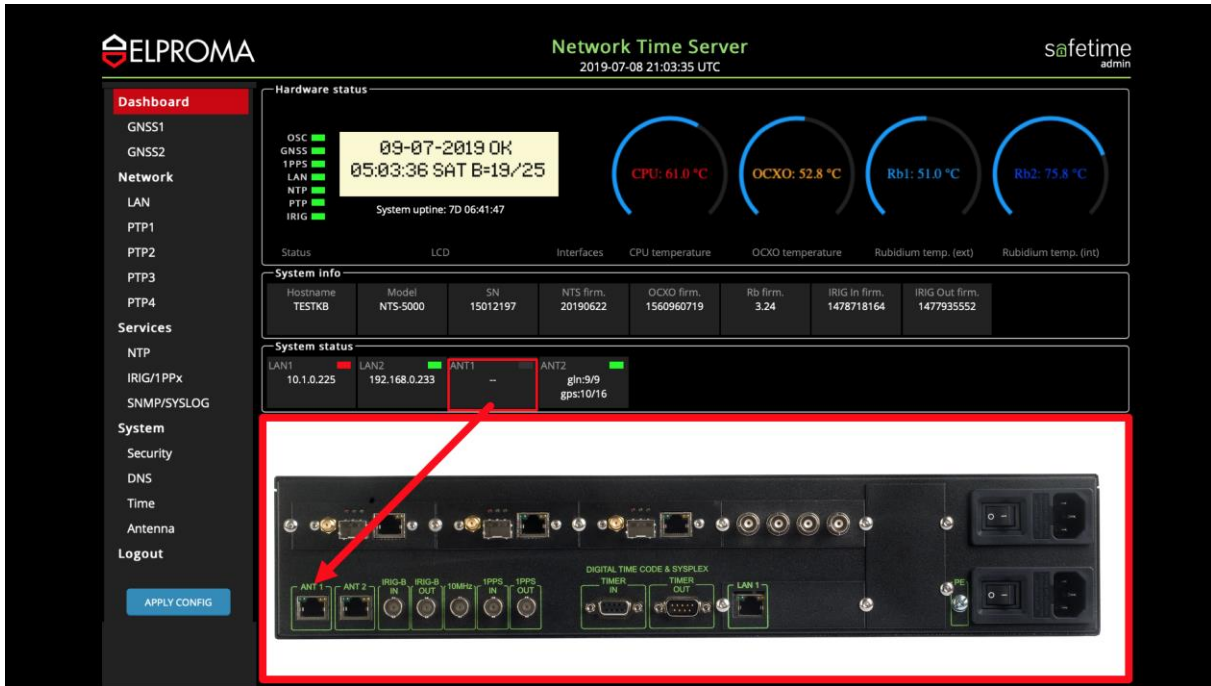 ELPROMA
Network Time Server
2019-07-08 21:03:35 UTC
safetime
admin
Dashboard
GNSS1
GNSS2
Network
LAN
PTP1
PTP2
PTP3
PTP4
Services
NTP
IRIG/1PPx
SNMP/SYSLOG
System
Security
DNS
Time
Antenna
Logout
APPLY CONFIG
Hardware status
OSC
GNSS
1PPS
LAN
NTP
PTP
IRIG
09-07-2019 OK
05:03:36 SAT B=19/25
System uptine: 7D 06:41:47
CPU: 61.0 °C
OCXO: 52.8 °C
Rb1: 51.0 °C
Rb2: 75.8 °C
Status
LCD
Interfaces
CPU temperature
OCXO temperature
Rubidium temp. (ext)
Rubidium temp. (int)
System info
Hostname
TESTKB
Model
NTS-5000
SN
15012197
NTS firm.
20190622
OCXO firm.
1560960719
Rb firm.
3.24
IRIG In firm.
1478718164
IRIG Out firm.
1477935552
System status
LAN1
10.1.0.225
LAN2
192.168.0.233
ANT1
--
ANT2
gln:9/9
gps:10/16
ANT 1
ANT 2
IRIG-B
IN
IRIG-B
OUT
10MHz
1PPS
IN
1PPS
OUT
DIGITAL TIME CODE & SYSPLEX
TIMER
IN
TIMER
OUT
LAN 1
PE